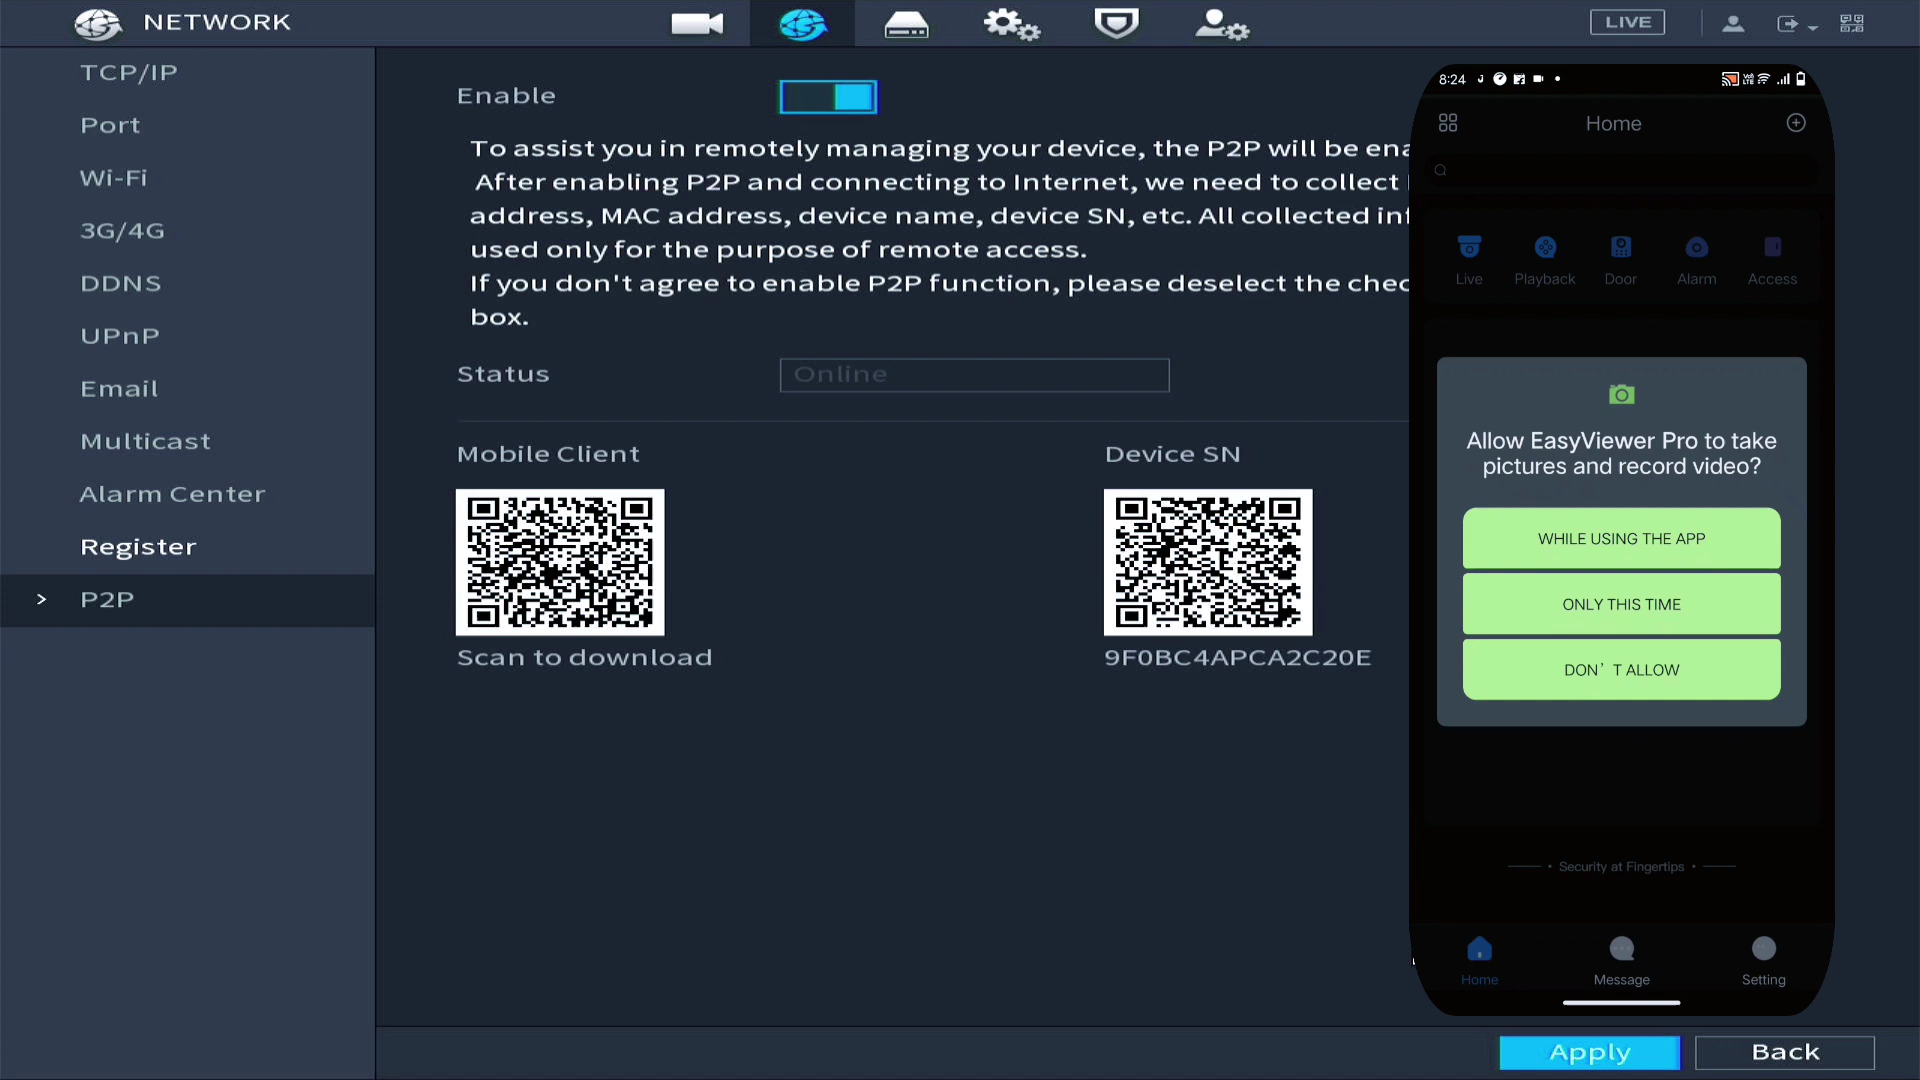 NETWORK
LIVE
TCP/IP
Port
Wi-Fi
3G/4G
DDNS
UPnP
Email
Multicast
Alarm Center
Register
> P2P
Enable
To assist you in remotely managing your device, the P2P will be ena
After enabling P2P and connecting to Internet, we need to collect
address, MAC address, device name, device SN, etc. All collected inf
used only for the purpose of remote access.
If you don't agree to enable P2P function, please deselect the chec
box.
Status
Online
Mobile Client
Scan to download
Device SN
9F0BC4APCA2C20E
8:24
Home
Live
Playback
Door
Alarm
Access
Allow EasyViewer Pro to take
pictures and record video?
WHILE USING THE APP
ONLY THIS TIME
DON’T ALLOW
Security at Fingertips
Home
Message
Setting
Apply
Back